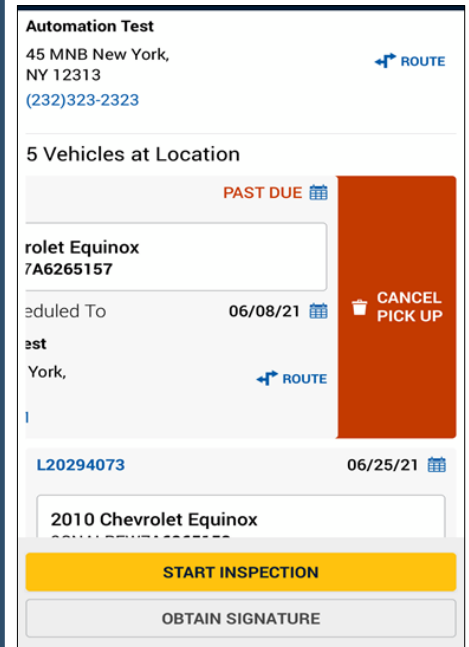 Automation Test
45 MNB New York,
NY 12313
ROUTE
(232)323-2323
5 Vehicles at Location
PAST DUE
rolet Equinox
7A6265157
eduled To 06/08/21
CANCEL
PICK UP
est
York,
ROUTE
L20294073 06/25/21
2010 Chevrolet Equinox
START INSPECTION
OBTAIN SIGNATURE